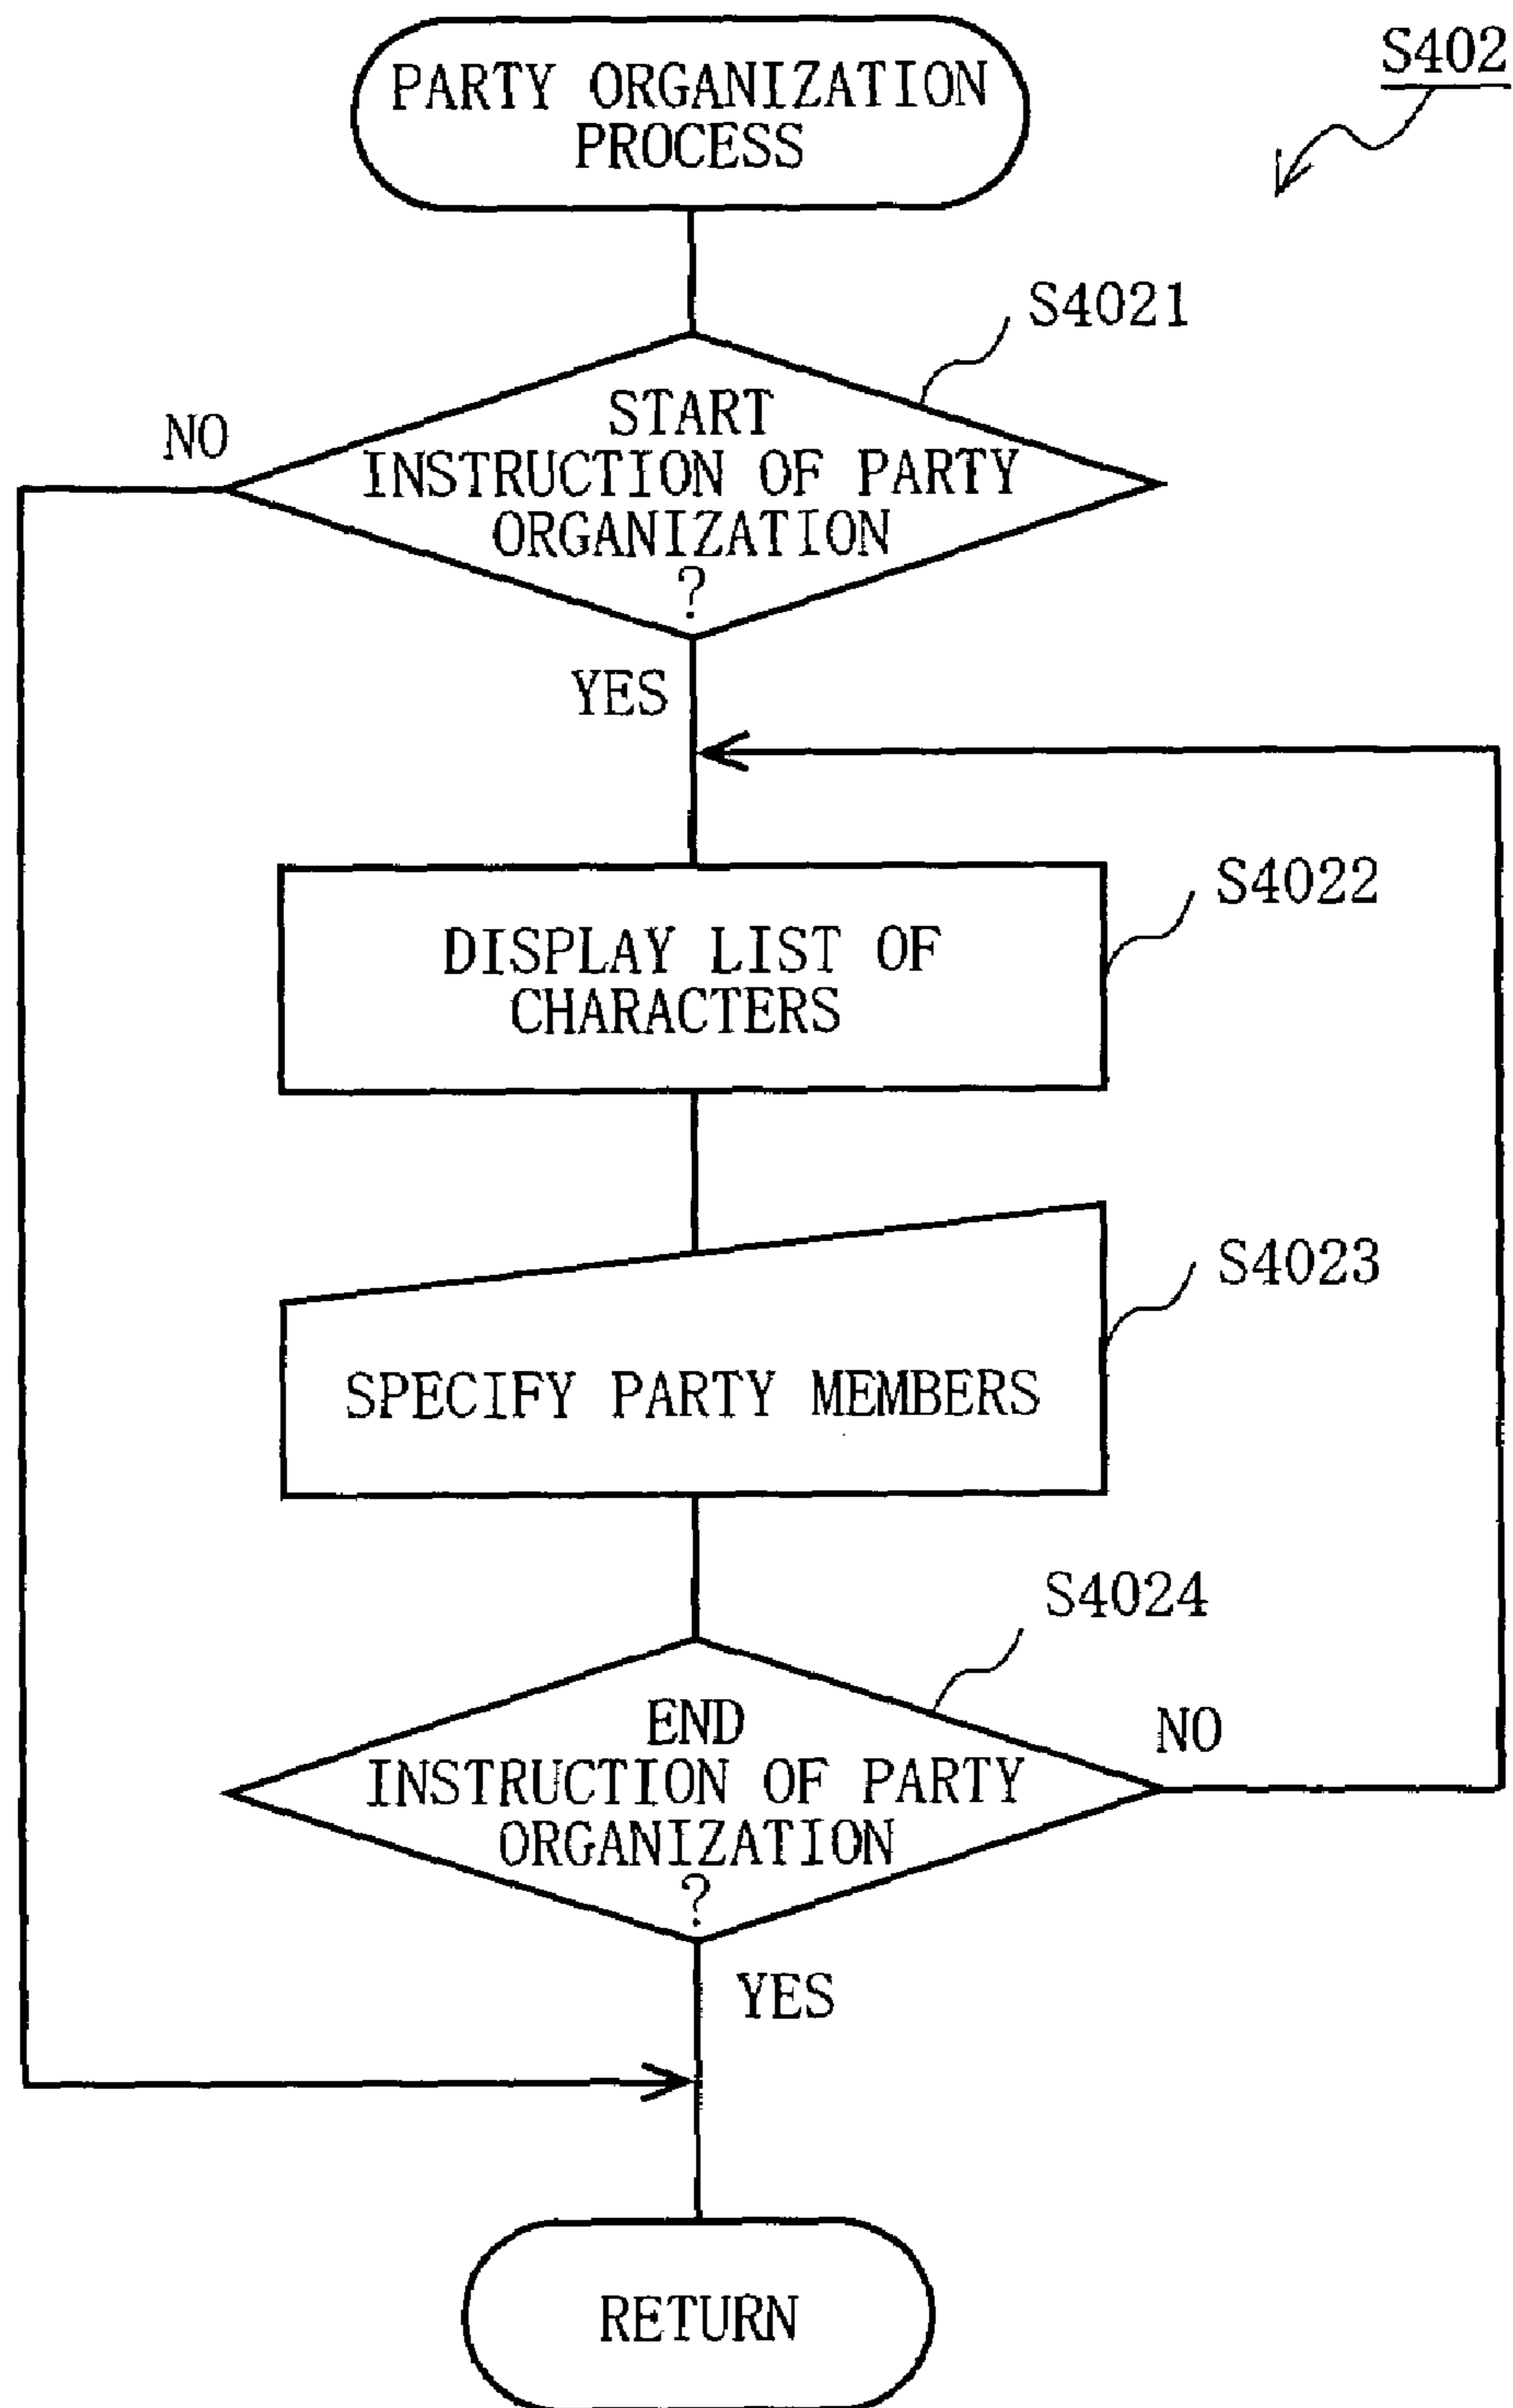 S402
PARTY ORGANIZATION
PROCESS
S4021
NO
START
INSTRUCTION OF PARTY
ORGANIZATION
?
YES
S4022
DISPLAY LIST OF
CHARACTERS
S4023
SPECIFY PARTY MEMBERS
S4024
END
INSTRUCTION OF PARTY
ORGANIZATION
?
NO
YES
RETURN